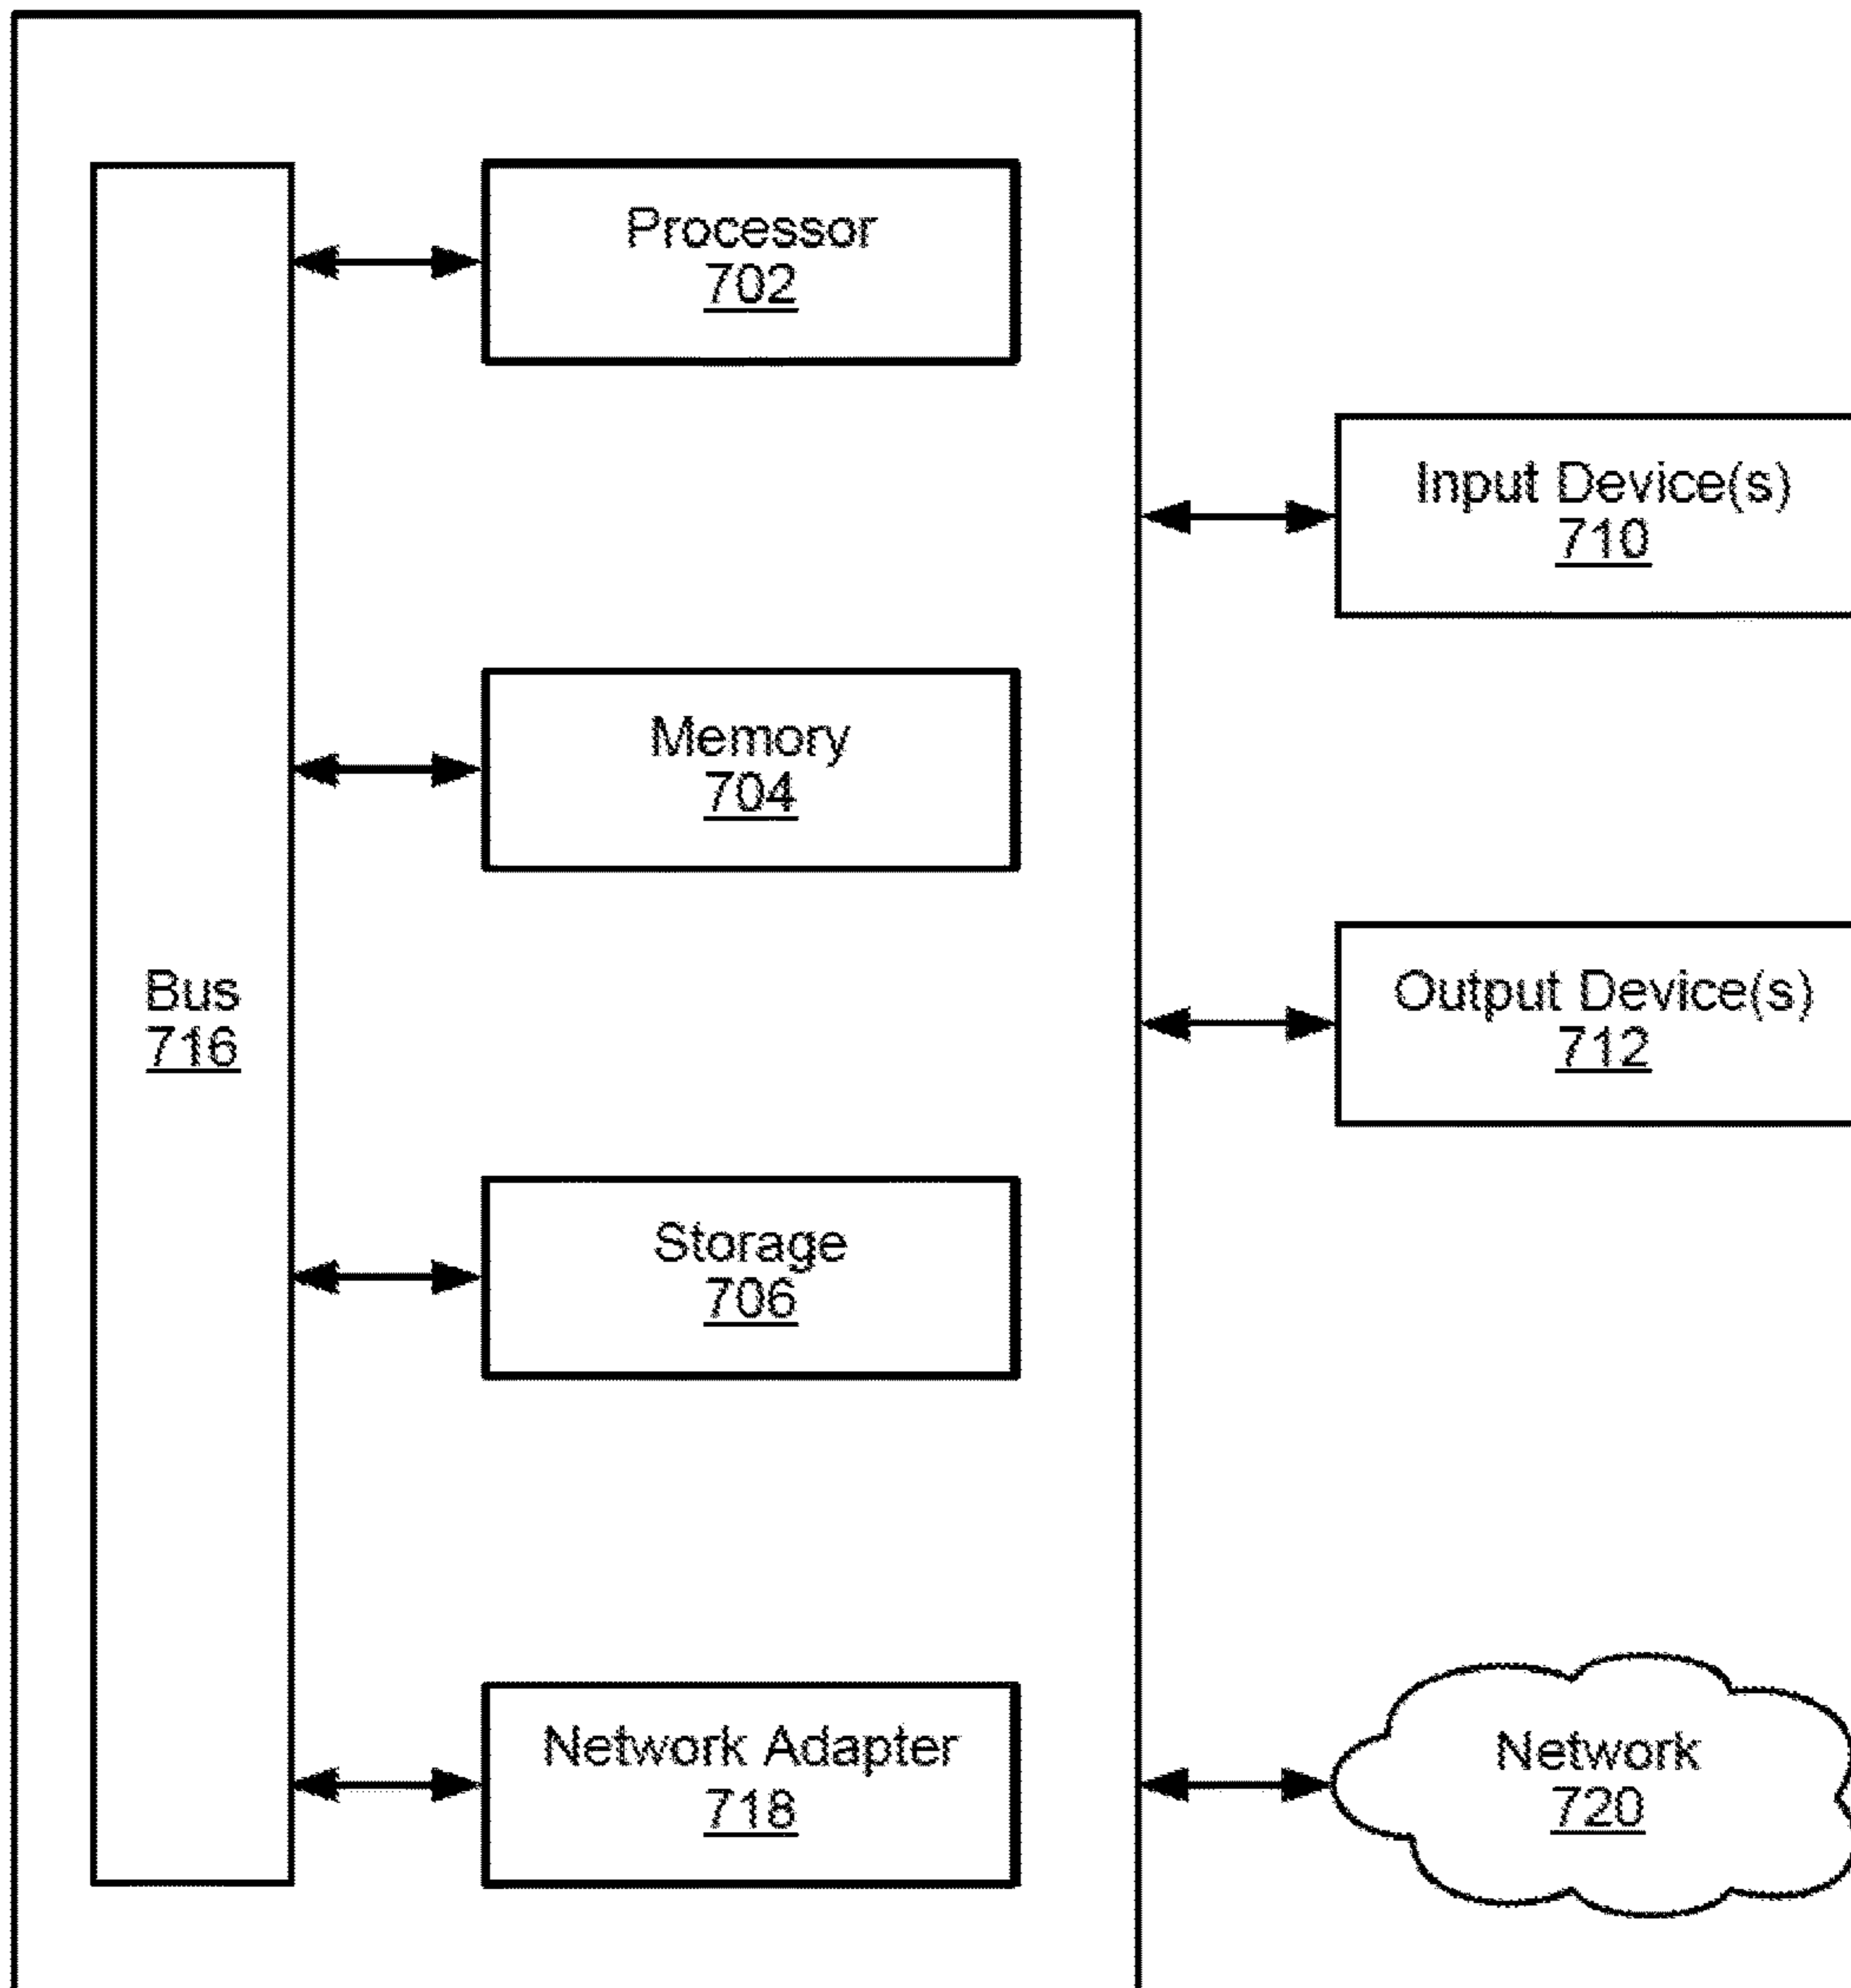 Processor
702
Input Device(s)
710
Memory
704
Output Device(s)
712
Bus
716
Storage
706
Network Adapter
718
Network
720